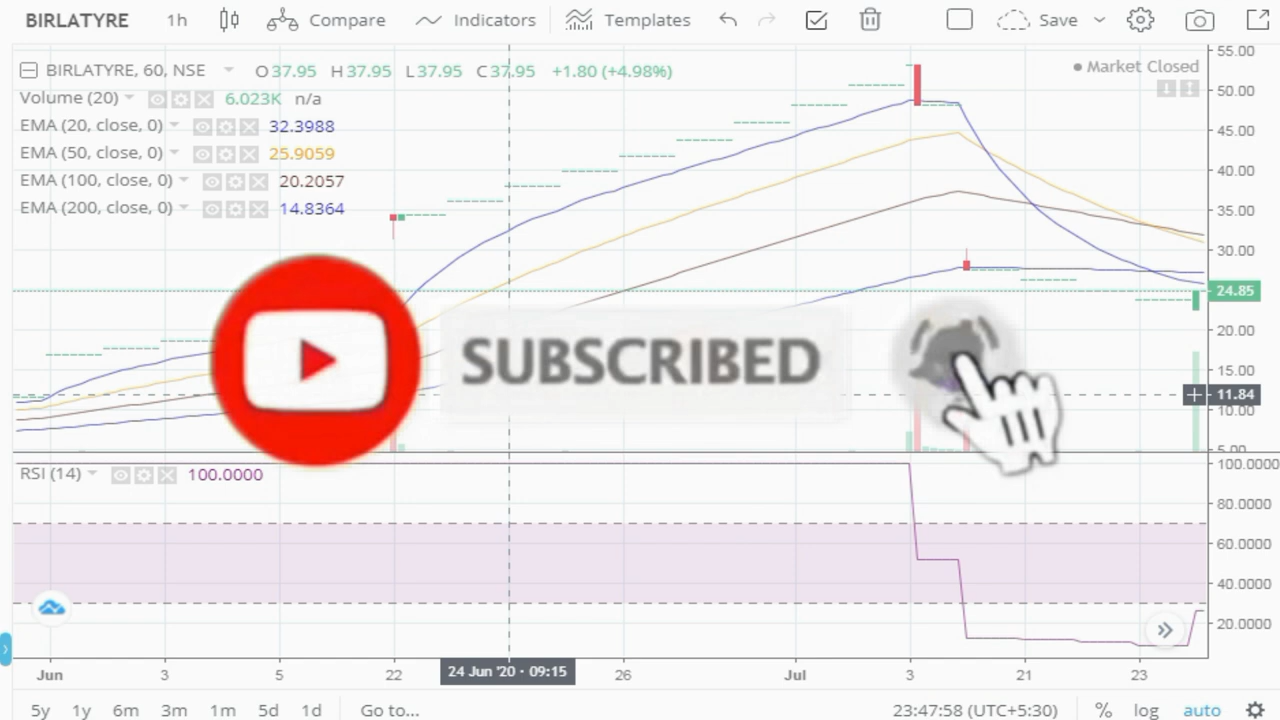 BIRLATYRE 1h Compare Indicators Templates Save
BIRLATYRE, 60, NSE O37.95 H37.95 L37.95 C37.95 +1.80 (+4.98%)
Market Closed
Volume (20) 6.023K n/a
EMA (20, close, 0) 32.3988
EMA (50, close, 0) 25.9059
EMA (100, close, 0) 20.2057
EMA (200, close, 0) 14.8364
55.00
50.00
45.00
40.00
35.00
30.00
24.85
20.00
15.00
11.84
10.00
5.00
SUBSCRIBED
RSI (14) 100.0000
100.0000
80.0000
60.0000
40.0000
20.0000
Jun 3 5 22 24 Jun '20 · 09:15 26 Jul 3 21 23
5y 1y 6m 3m 1m 5d 1d Go to... 23:47:58 (UTC+5:30) % log auto